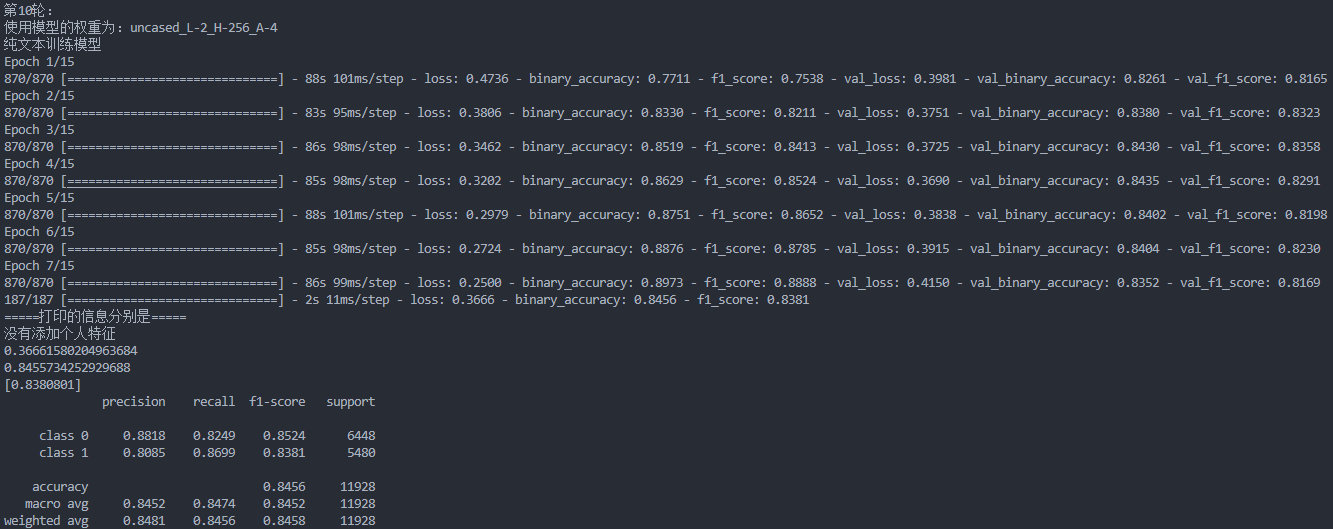 第10轮:
使用模型的权重为: uncased_L-2_H-256_A-4
纯文本训练模型
Epoch 1/15
870/870 [==============================] - 88s 101ms/step - loss: 0.4736 - binary_accuracy: 0.7711 - f1_score: 0.7538 - val_loss: 0.3981 - val_binary_accuracy: 0.8261 - val_f1_score: 0.8165
Epoch 2/15
870/870 [==============================] - 83s 95ms/step - loss: 0.3806 - binary_accuracy: 0.8330 - f1_score: 0.8211 - val_loss: 0.3751 - val_binary_accuracy: 0.8380 - val_f1_score: 0.8323
Epoch 3/15
870/870 [==============================] - 86s 98ms/step - loss: 0.3462 - binary_accuracy: 0.8519 - f1_score: 0.8413 - val_loss: 0.3725 - val_binary_accuracy: 0.8430 - val_f1_score: 0.8358
Epoch 4/15
870/870 [==============================] - 85s 98ms/step - loss: 0.3202 - binary_accuracy: 0.8629 - f1_score: 0.8524 - val_loss: 0.3690 - val_binary_accuracy: 0.8435 - val_f1_score: 0.8291
Epoch 5/15
870/870 [==============================] - 88s 101ms/step - loss: 0.2979 - binary_accuracy: 0.8751 - f1_score: 0.8652 - val_loss: 0.3838 - val_binary_accuracy: 0.8402 - val_f1_score: 0.8198
Epoch 6/15
870/870 [==============================] - 85s 98ms/step - loss: 0.2724 - binary_accuracy: 0.8876 - f1_score: 0.8785 - val_loss: 0.3915 - val_binary_accuracy: 0.8404 - val_f1_score: 0.8230
Epoch 7/15
870/870 [==============================] - 86s 99ms/step - loss: 0.2500 - binary_accuracy: 0.8973 - f1_score: 0.8888 - val_loss: 0.4150 - val_binary_accuracy: 0.8352 - val_f1_score: 0.8169
187/187 [==============================] - 2s 11ms/step - loss: 0.3666 - binary_accuracy: 0.8456 - f1_score: 0.8381
=====打印的信息分别是=====
没有添加个人特征
0.36661580204963684
0.8455734252929688
[0.8380801]
precision recall f1-score support
class 0 0.8818 0.8249 0.8524 6448
class 1 0.8085 0.8699 0.8381 5480
accuracy 0.8456 11928
macro avg 0.8452 0.8474 0.8452 11928
weighted avg 0.8481 0.8456 0.8458 11928